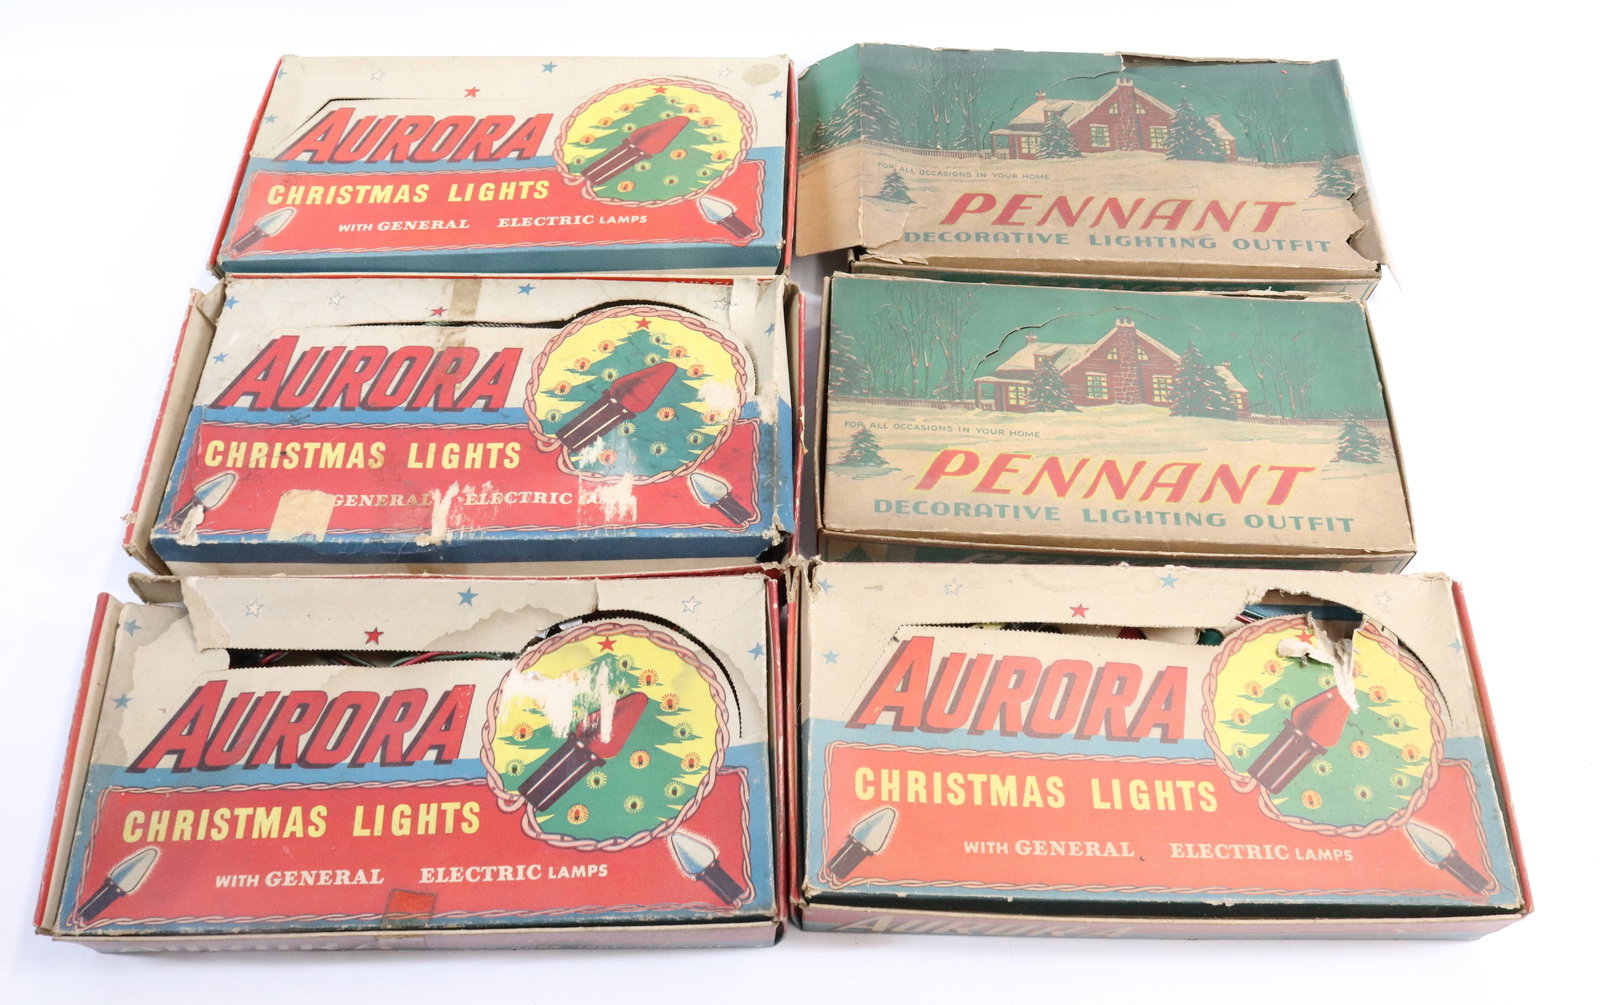 AURORA
CHRISTMAS LIGHTS
WITH GENERAL ELECTRIC LAMPS
FOR ALL OCCASIONS IN YOUR HOME
PENNANT
DECORATIVE LIGHTING OUTFIT
AURORA
CHRISTMAS LIGHTS
GENERAL ELECTRIC
FOR ALL OCCASIONS IN YOUR HOME
PENNANT
DECORATIVE LIGHTING OUTFIT
AURORA
CHRISTMAS LIGHTS
WITH GENERAL ELECTRIC LAMPS
AURORA
CHRISTMAS LIGHTS
WITH GENERAL ELECTRIC LAMPS
AURORA